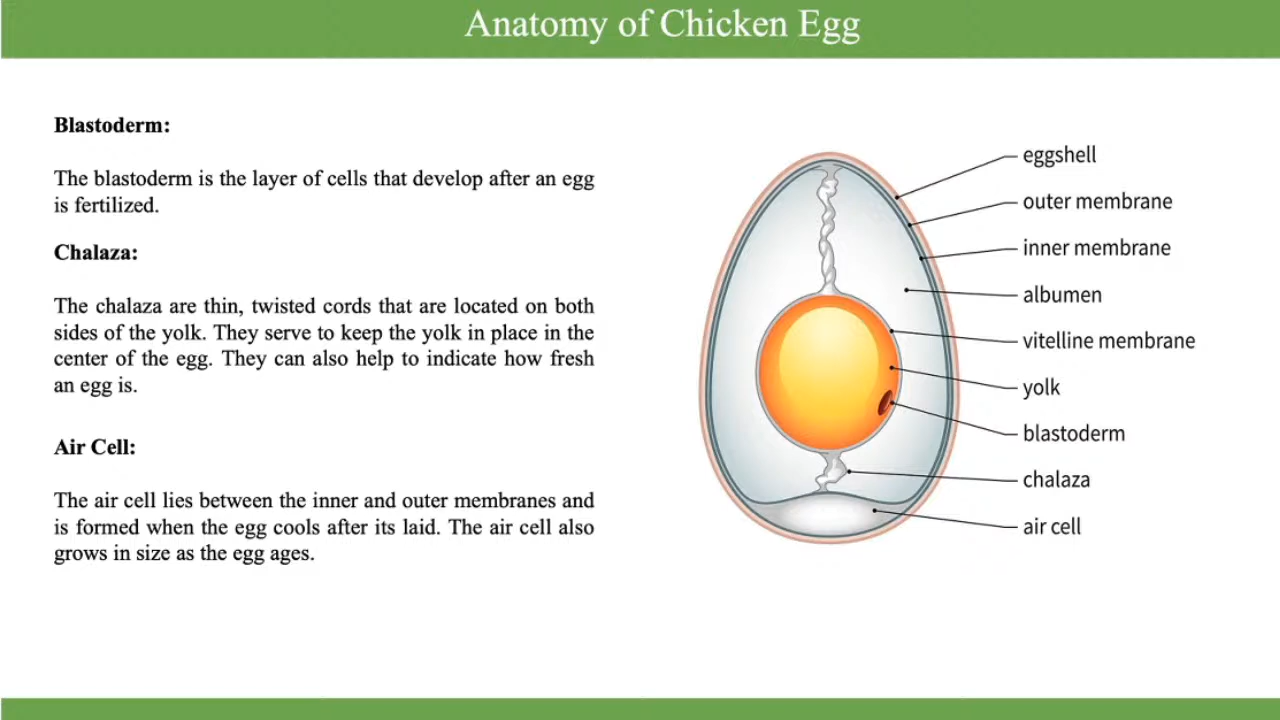 Anatomy of Chicken Egg
Blastoderm:
The blastoderm is the layer of cells that develop after an egg
is fertilized.
Chalaza:
The chalaza are thin, twisted cords that are located on both
sides of the yolk. They serve to keep the yolk in place in the
center of the egg. They can also help to indicate how fresh
an egg is.
Air Cell:
The air cell lies between the inner and outer membranes and
is formed when the egg cools after its laid. The air cell also
grows in size as the egg ages.
eggshell
outer membrane
inner membrane
albumen
vitelline membrane
yolk
blastoderm
chalaza
air cell